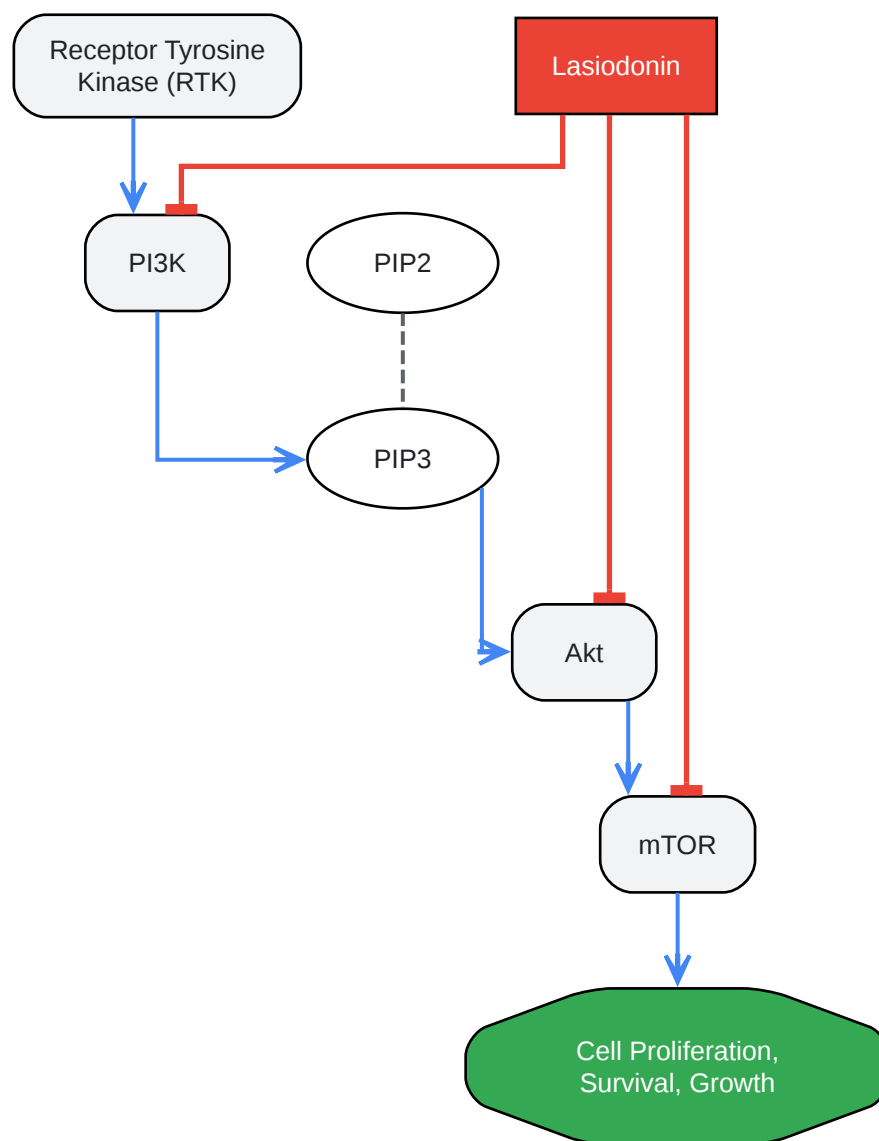 Receptor Tyrosine
Kinase (RTK)
Lasiodonin
PI3K
PIP2
PIP3
Akt
mTOR
Cell Proliferation,
Survival, Growth